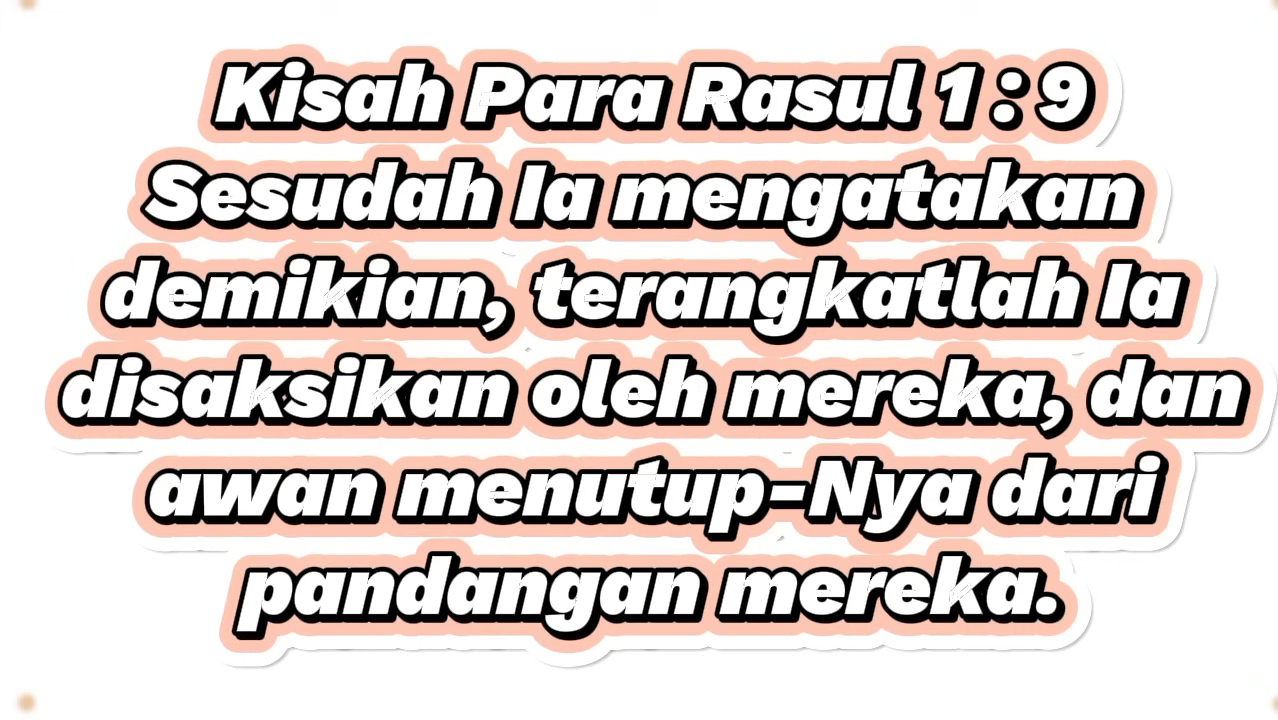 Kisah Para Rasul 1 : 9
Sesudah Ia mengatakan
demikian, terangkatlah Ia
disaksikan oleh mereka, dan
awan menutup-Nya dari
pandangan mereka.